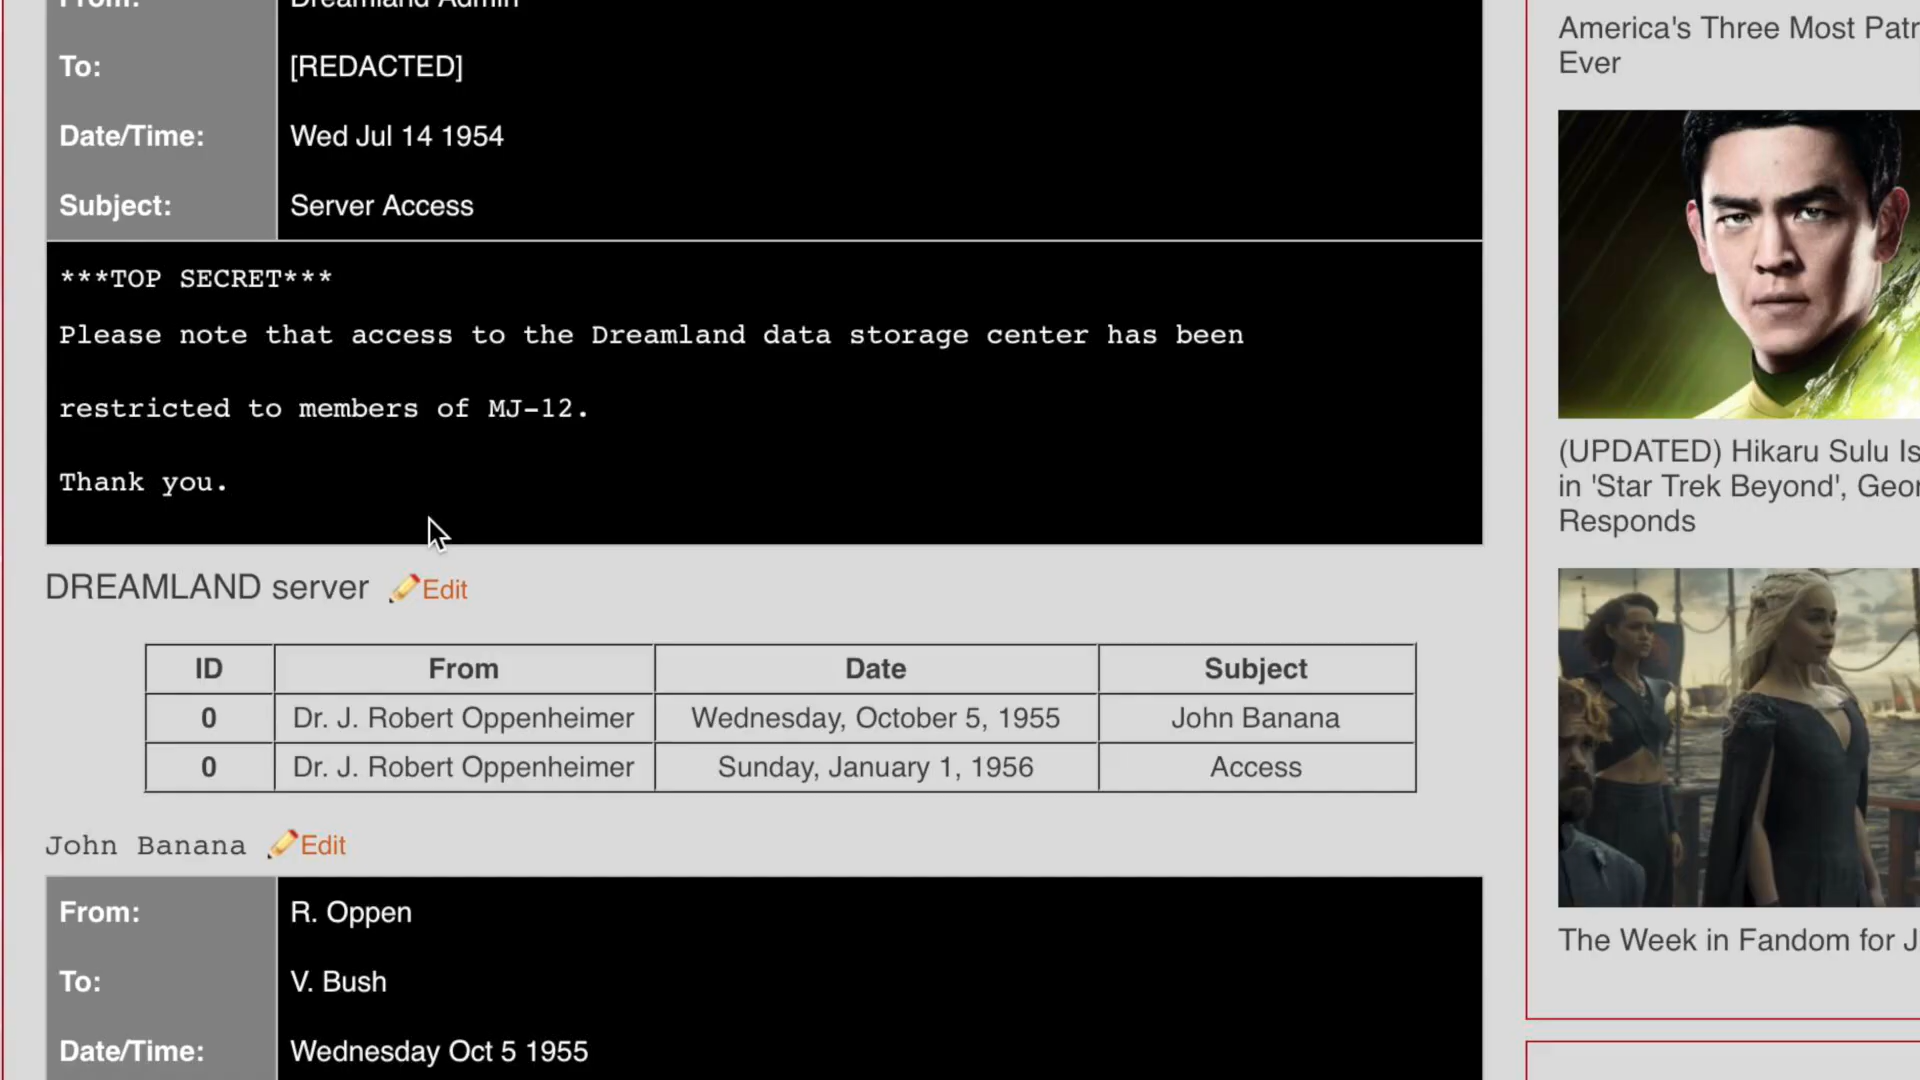 From: Dreamland Admin
To: [REDACTED]
Date/Time: Wed Jul 14 1954
Subject: Server Access
***TOP SECRET***
Please note that access to the Dreamland data storage center has been
restricted to members of MJ-12.
Thank you.
DREAMLAND server Edit
ID From Date Subject
0 Dr. J. Robert Oppenheimer Wednesday, October 5, 1955 John Banana
0 Dr. J. Robert Oppenheimer Sunday, January 1, 1956 Access
John Banana Edit
From: R. Oppen
To: V. Bush
Date/Time: Wednesday Oct 5 1955
America's Three Most Patr
Ever
(UPDATED) Hikaru Sulu Is
in 'Star Trek Beyond', Geor
Responds
The Week in Fandom for J